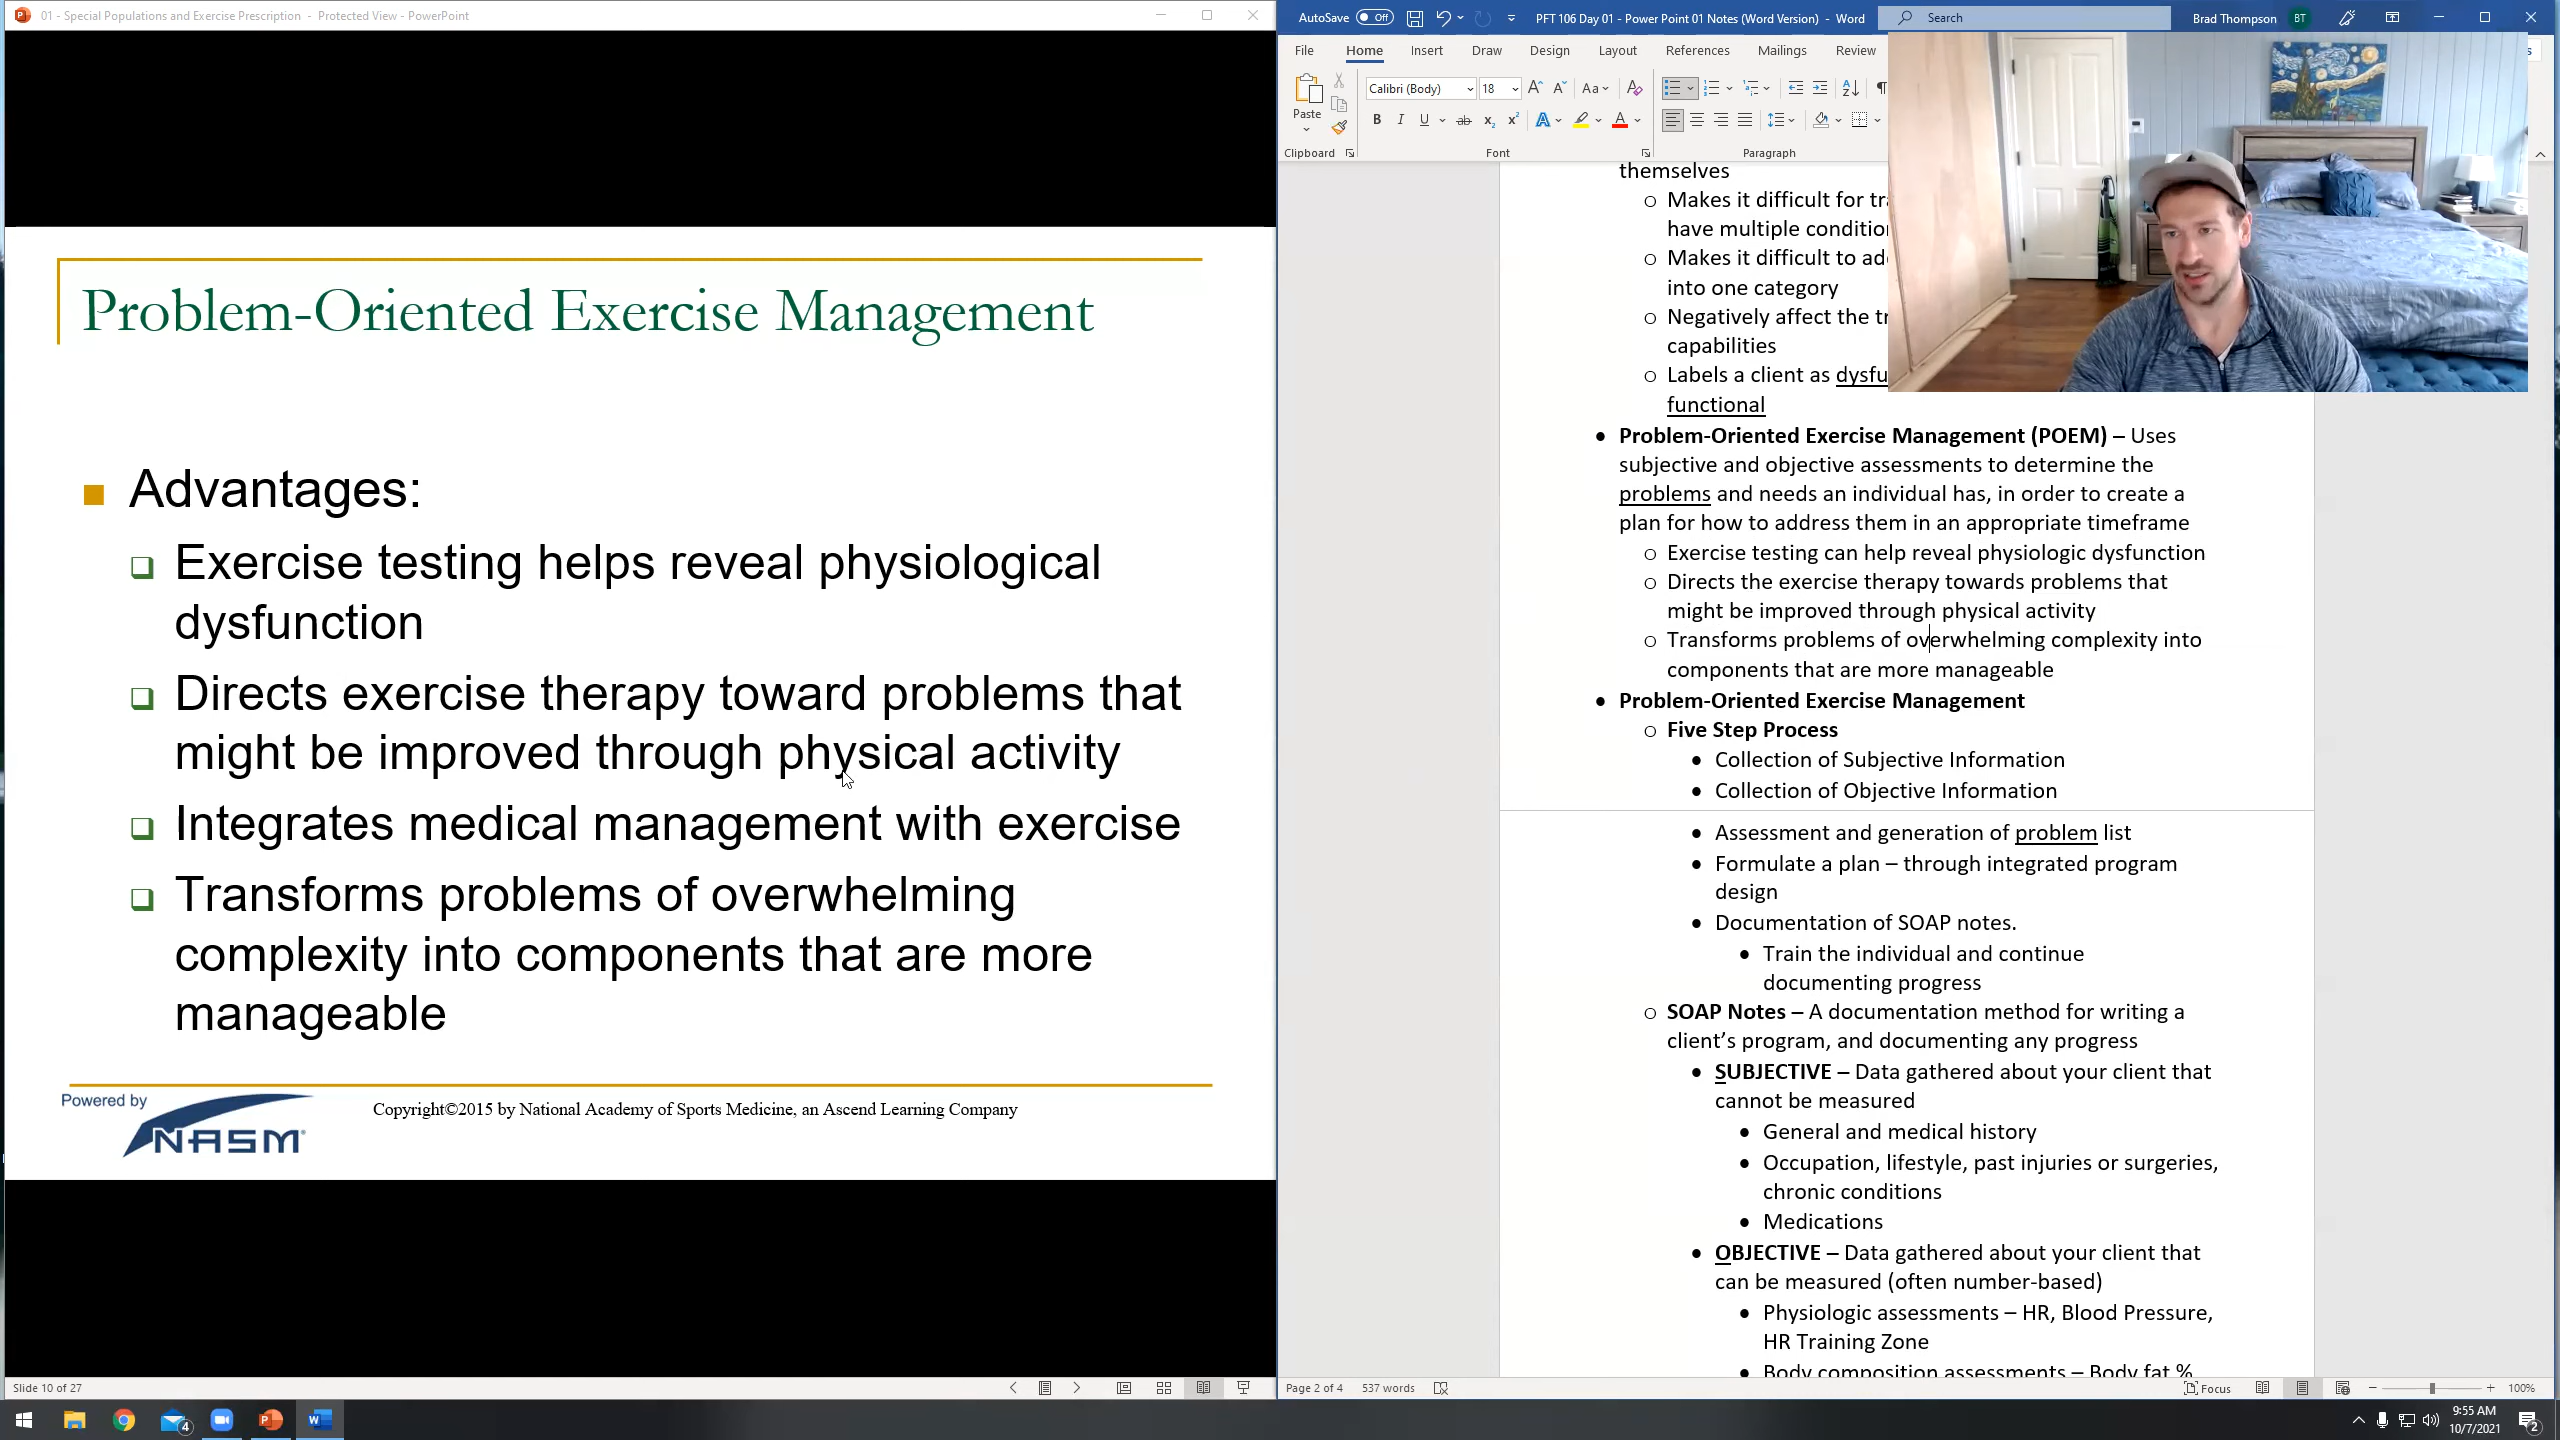 01 - Special Populations and Exercise Prescription - Protected View - PowerPoint
Problem-Oriented Exercise Management
Advantages:
Exercise testing helps reveal physiological
dysfunction
Directs exercise therapy toward problems that
might be improved through physical activity
Integrates medical management with exercise
Transforms problems of overwhelming
complexity into components that are more
manageable
Powered by
NASM
Copyright©2015 by National Academy of Sports Medicine, an Ascend Learning Company
Slide 10 of 27
AutoSave Off
PFT 106 Day 01 - Power Point 01 Notes (Word Version) - Word
Search
Brad Thompson BT
File Home Insert Draw Design Layout References Mailings Review
Paste
Calibri (Body) 18
Clipboard Font Paragraph
themselves
Makes it difficult for
have multiple
Makes it difficult to
into one category
Negatively affect the
capabilities
Labels a client as
functional
Problem-Oriented Exercise Management (POEM) – Uses
subjective and objective assessments to determine the
problems and needs an individual has, in order to create a
plan for how to address them in an appropriate timeframe
Exercise testing can help reveal physiologic dysfunction
Directs the exercise therapy towards problems that
might be improved through physical activity
Transforms problems of overwhelming complexity into
components that are more manageable
Problem-Oriented Exercise Management
Five Step Process
Collection of Subjective Information
Collection of Objective Information
Assessment and generation of problem list
Formulate a plan – through integrated program
design
Documentation of SOAP notes.
Train the individual and continue
documenting progress
SOAP Notes – A documentation method for writing a
client’s program, and documenting any progress
SUBJECTIVE – Data gathered about your client that
cannot be measured
General and medical history
Occupation, lifestyle, past injuries or surgeries,
chronic conditions
Medications
OBJECTIVE – Data gathered about your client that
can be measured (often number-based)
Physiologic assessments – HR, Blood Pressure,
HR Training Zone
Body composition assessments – Body fat %
Page 2 of 4 537 words
Focus
100%
4
9:55 AM
10/7/2021
2